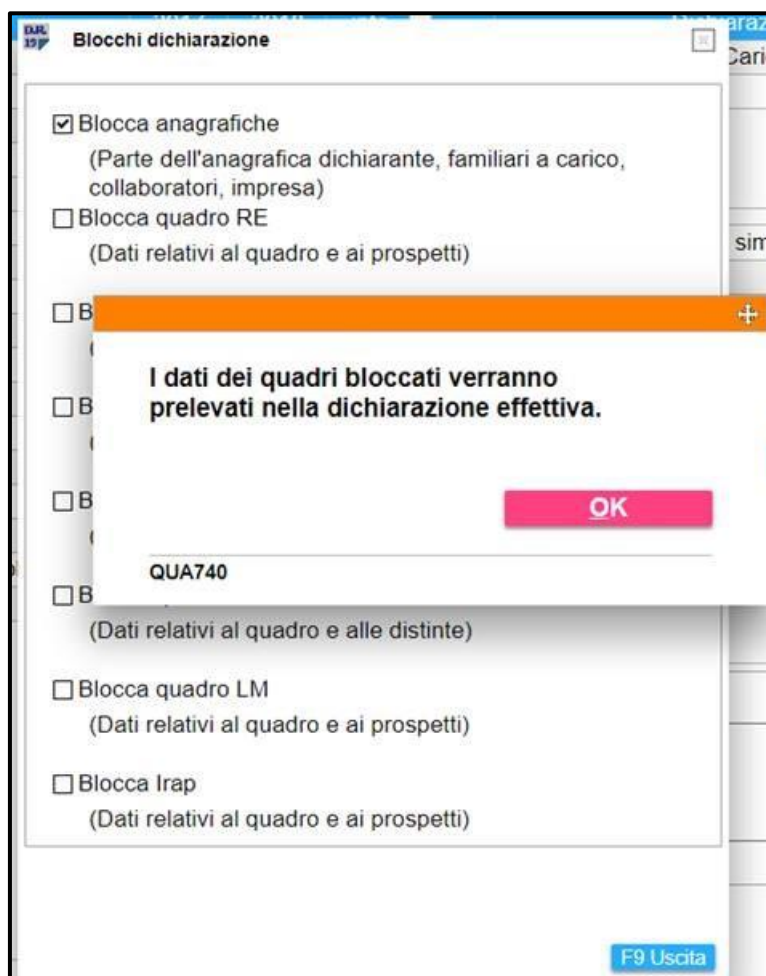 Blocchi dichiarazione
Cari
Blocca anagrafiche
(Parte dell'anagrafica dichiarante, familiari a carico,
collaboratori, impresa)
Blocca quadro RE
sim
(Dati relativi al quadro e ai prospetti)
B
I dati dei quadri bloccati verranno
prelevati nella dichiarazione effettiva.
B
B
OK
QUA740
B
(Dati relativi al quadro e alle distinte)
Blocca quadro LM
(Dati relativi al quadro e ai prospetti)
Blocca Irap
(Dati relativi al quadro e ai prospetti)
F9 Uscita